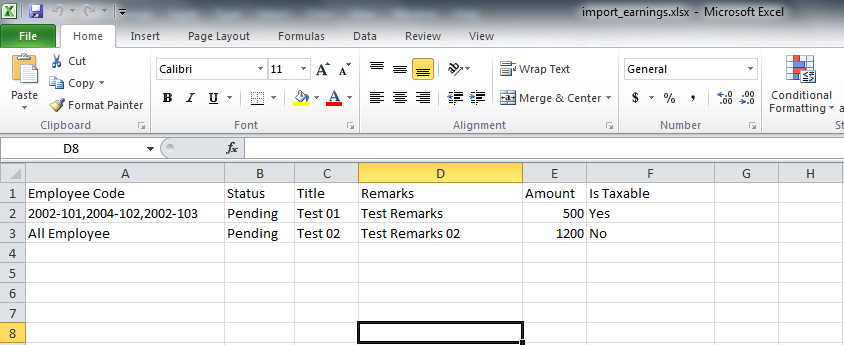 import_earnings.xlsx - Microsoft Excel
File Home Insert Page Layout Formulas Data Review View
Paste Cut Copy Format Painter
Calibri 11 A A
B I U A
Wrap Text
Merge & Center
General
$ % , .00 .00
Conditional Formatting
Clipboard Font Alignment Number
D8 fx
A B C D E F G H
1 Employee Code Status Title Remarks Amount Is Taxable
2 2002-101,2004-102,2002-103 Pending Test 01 Test Remarks 500 Yes
3 All Employee Pending Test 02 Test Remarks 02 1200 No
4
5
6
7
8